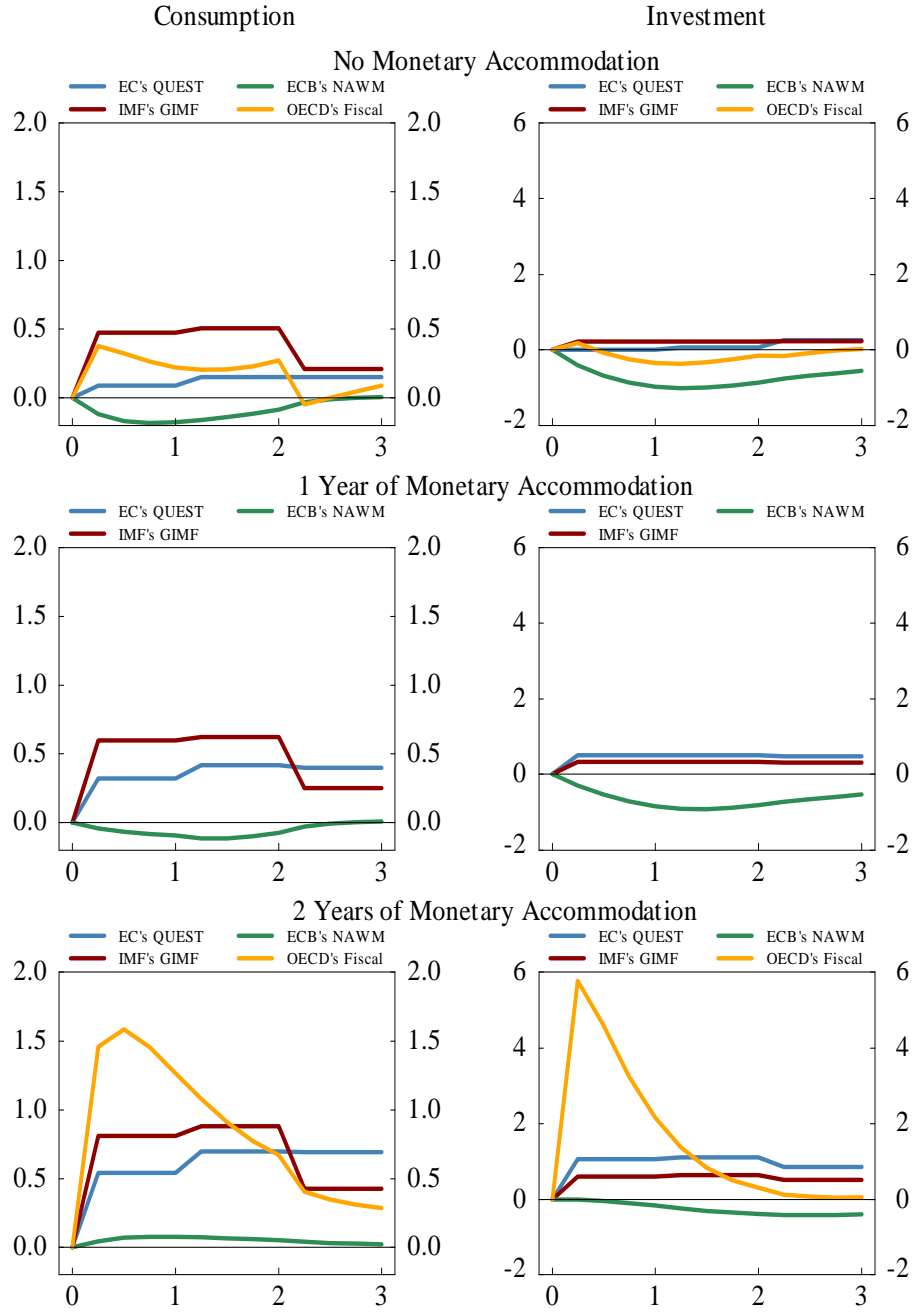 Consumption Investment
No Monetary Accommodation
EC's QUEST ECB's NAWM EC's QUEST ECB's NAWM
IMF's GIMF OECD's Fiscal IMF's GIMF OECD's Fiscal
2.0 2.0 6 6
1.5 1.5 4 4
1.0 1.0 2 2
0.5 0.5 0 0
0.0 0.0 -2 -2
0 1 2 3 0 1 2 3
1 Year of Monetary Accommodation
EC's QUEST ECB's NAWM EC's QUEST ECB's NAWM
IMF's GIMF IMF's GIMF
2.0 2.0 6 6
1.5 1.5 4 4
1.0 1.0 2 2
0.5 0.5 0 0
0.0 0.0 -2 -2
0 1 2 3 0 1 2 3
2 Years of Monetary Accommodation
EC's QUEST ECB's NAWM EC's QUEST ECB's NAWM
IMF's GIMF OECD's Fiscal IMF's GIMF OECD's Fiscal
2.0 2.0 6 6
1.5 1.5 4 4
1.0 1.0 2 2
0.5 0.5 0 0
0.0 0.0 -2 -2
0 1 2 3 0 1 2 3